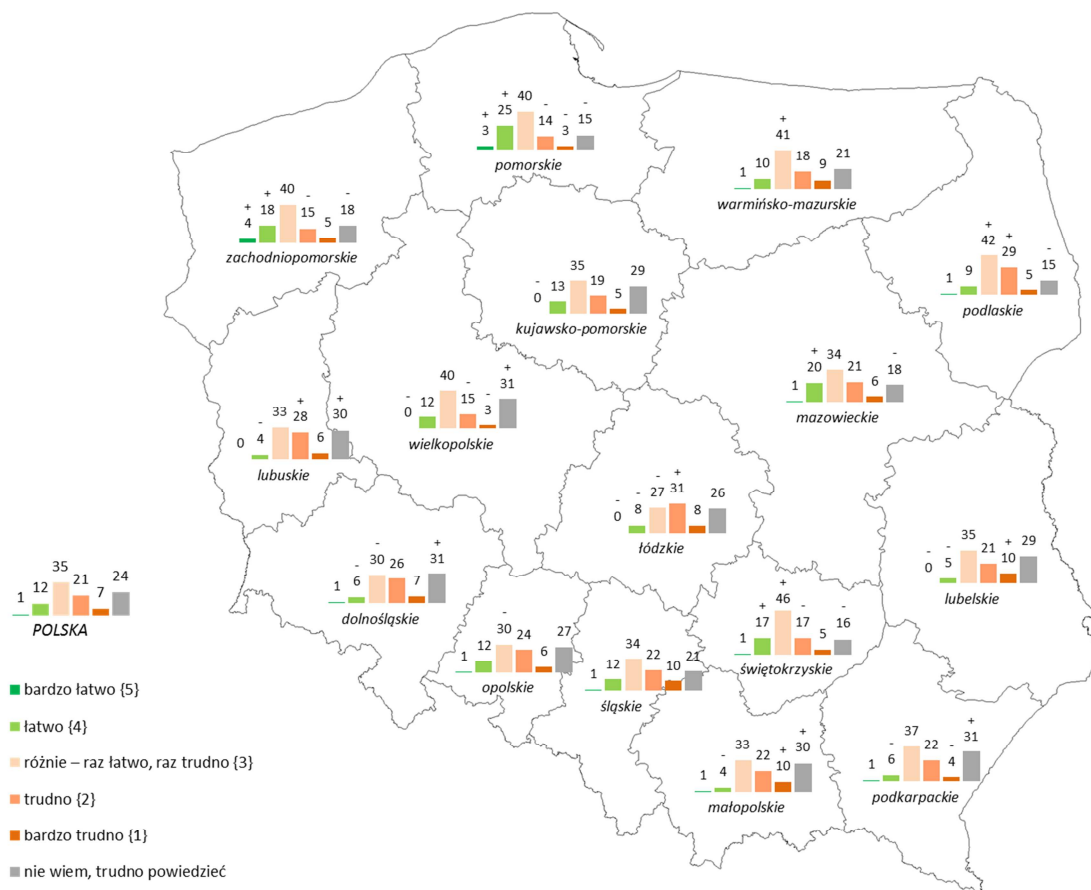 +
+ 40 - - -
3 25 14 3 15
pomorskie
+
41
1 10 18 9 21
warmińsko-mazurskie
+ + 40 - -
4 18 15 5 18
zachodniopomorskie
- 35
0 13 19 5 29
kujawsko-pomorskie
+ +
42 29 -
1 9 5 15
podlaskie
+ 34 -
1 20 21 6 18
mazowieckie
- 40 - - +
0 12 15 3 31
wielkopolskie
- + +
0 4 33 28 6 30
lubuskie
- - - +
0 8 27 31 8 26
łódzkie
- - 35 +
0 5 21 10 29
lubelskie
- - +
1 6 30 26 7 31
dolnośląskie
35
1 12 21 7 24
POLSKA
+
+ 46 - -
1 17 17 5 16
świętokrzyskie
-
1 12 30 24 6 27
opolskie
34
1 12 22 10 21
śląskie
- 33 + +
1 4 22 10 30
małopolskie
- 37 - +
1 6 22 4 31
podkarpackie
bardzo łatwo {5}
łatwo {4}
różnie – raz łatwo, raz trudno {3}
trudno {2}
bardzo trudno {1}
nie wiem, trudno powiedzieć